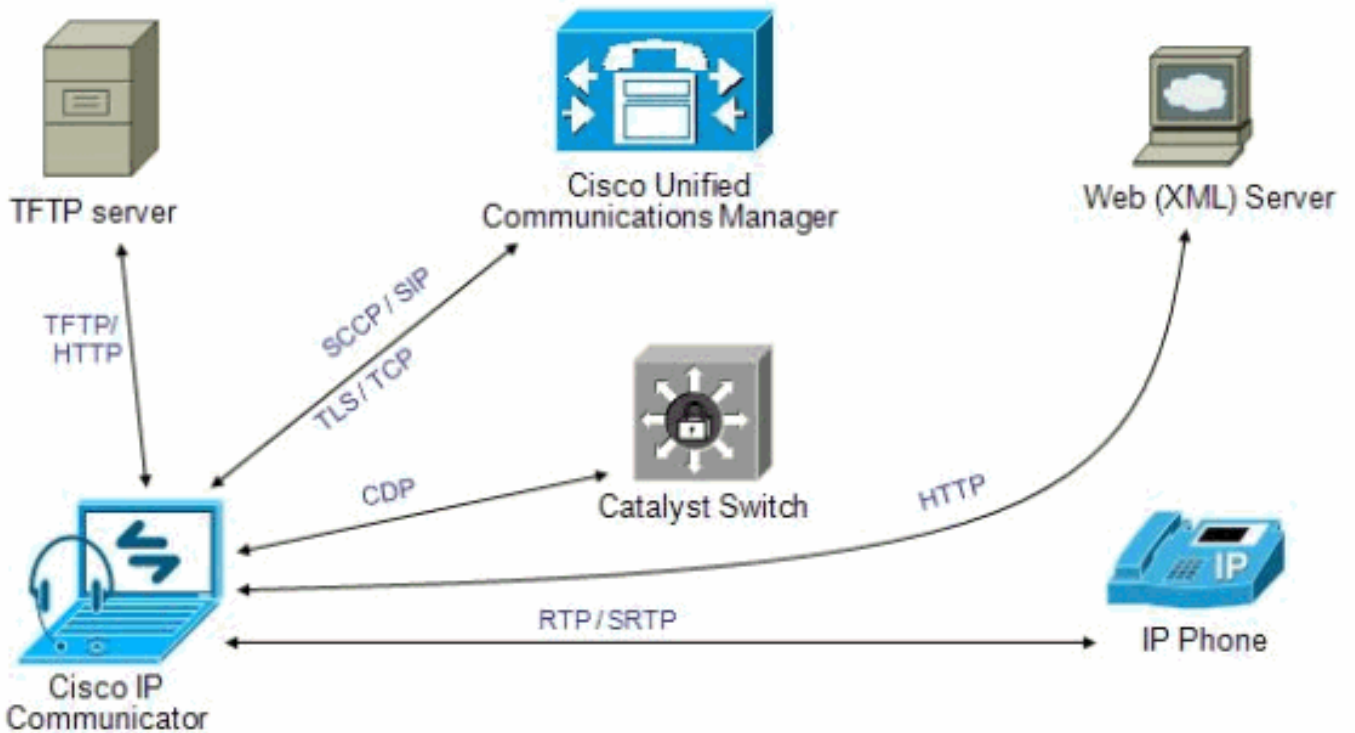 TFTP server
Cisco Unified
Communications Manager
Web (XML) Server
TFTP/
HTTP
SCCP / SIP
TLS / TCP
CDP
Catalyst Switch
HTTP
IP
RTP / SRTP
IP Phone
Cisco IP
Communicator